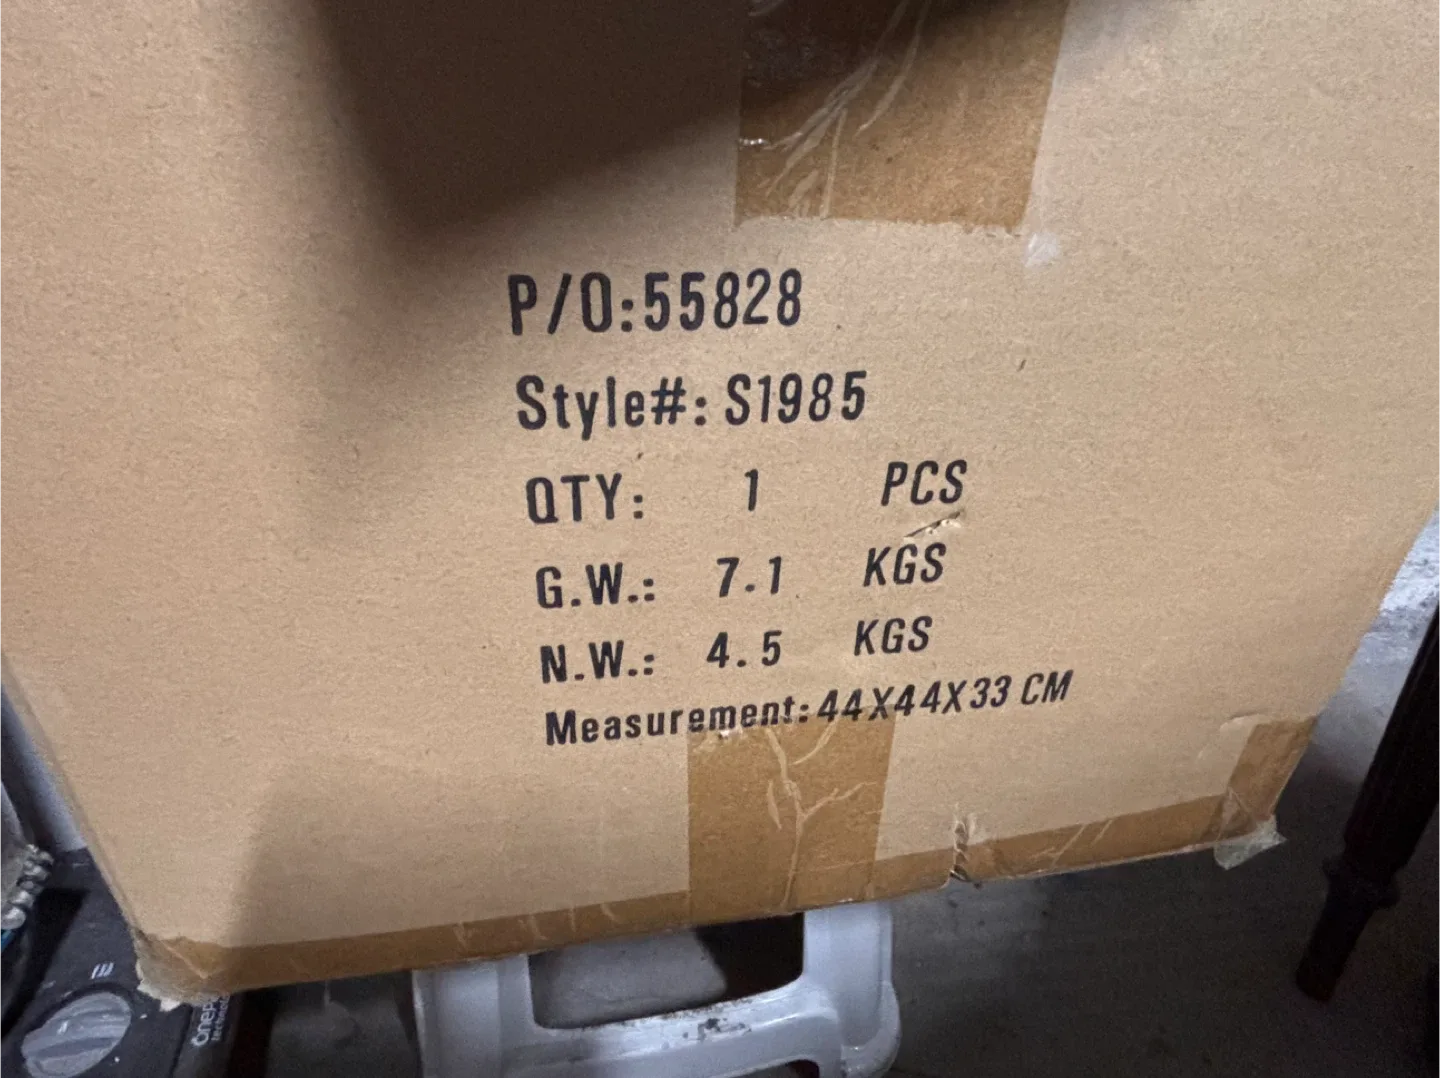 P/O:55828
Style#: S1985
QTY: 1 PCS
G.W.: 7.1 KGS
N.W.: 4.5 KGS
Measurement: 44X44X33 CM